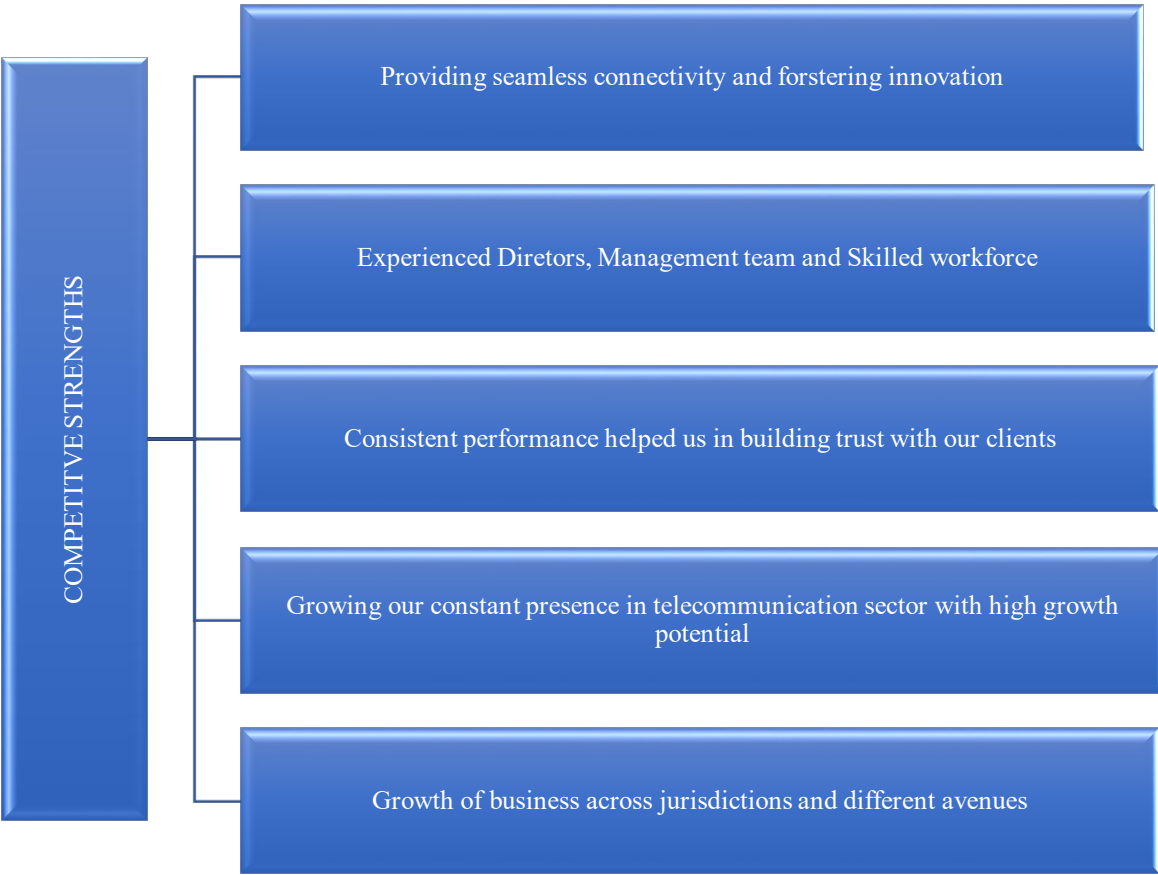 COMPETITVE STRENGTHS
Providing seamless connectivity and forstering innovation
Experienced Diretors, Management team and Skilled workforce
Consistent performance helped us in building trust with our clients
Growing our constant presence in telecommunication sector with high growth
potential
Growth of business across jurisdictions and different avenues